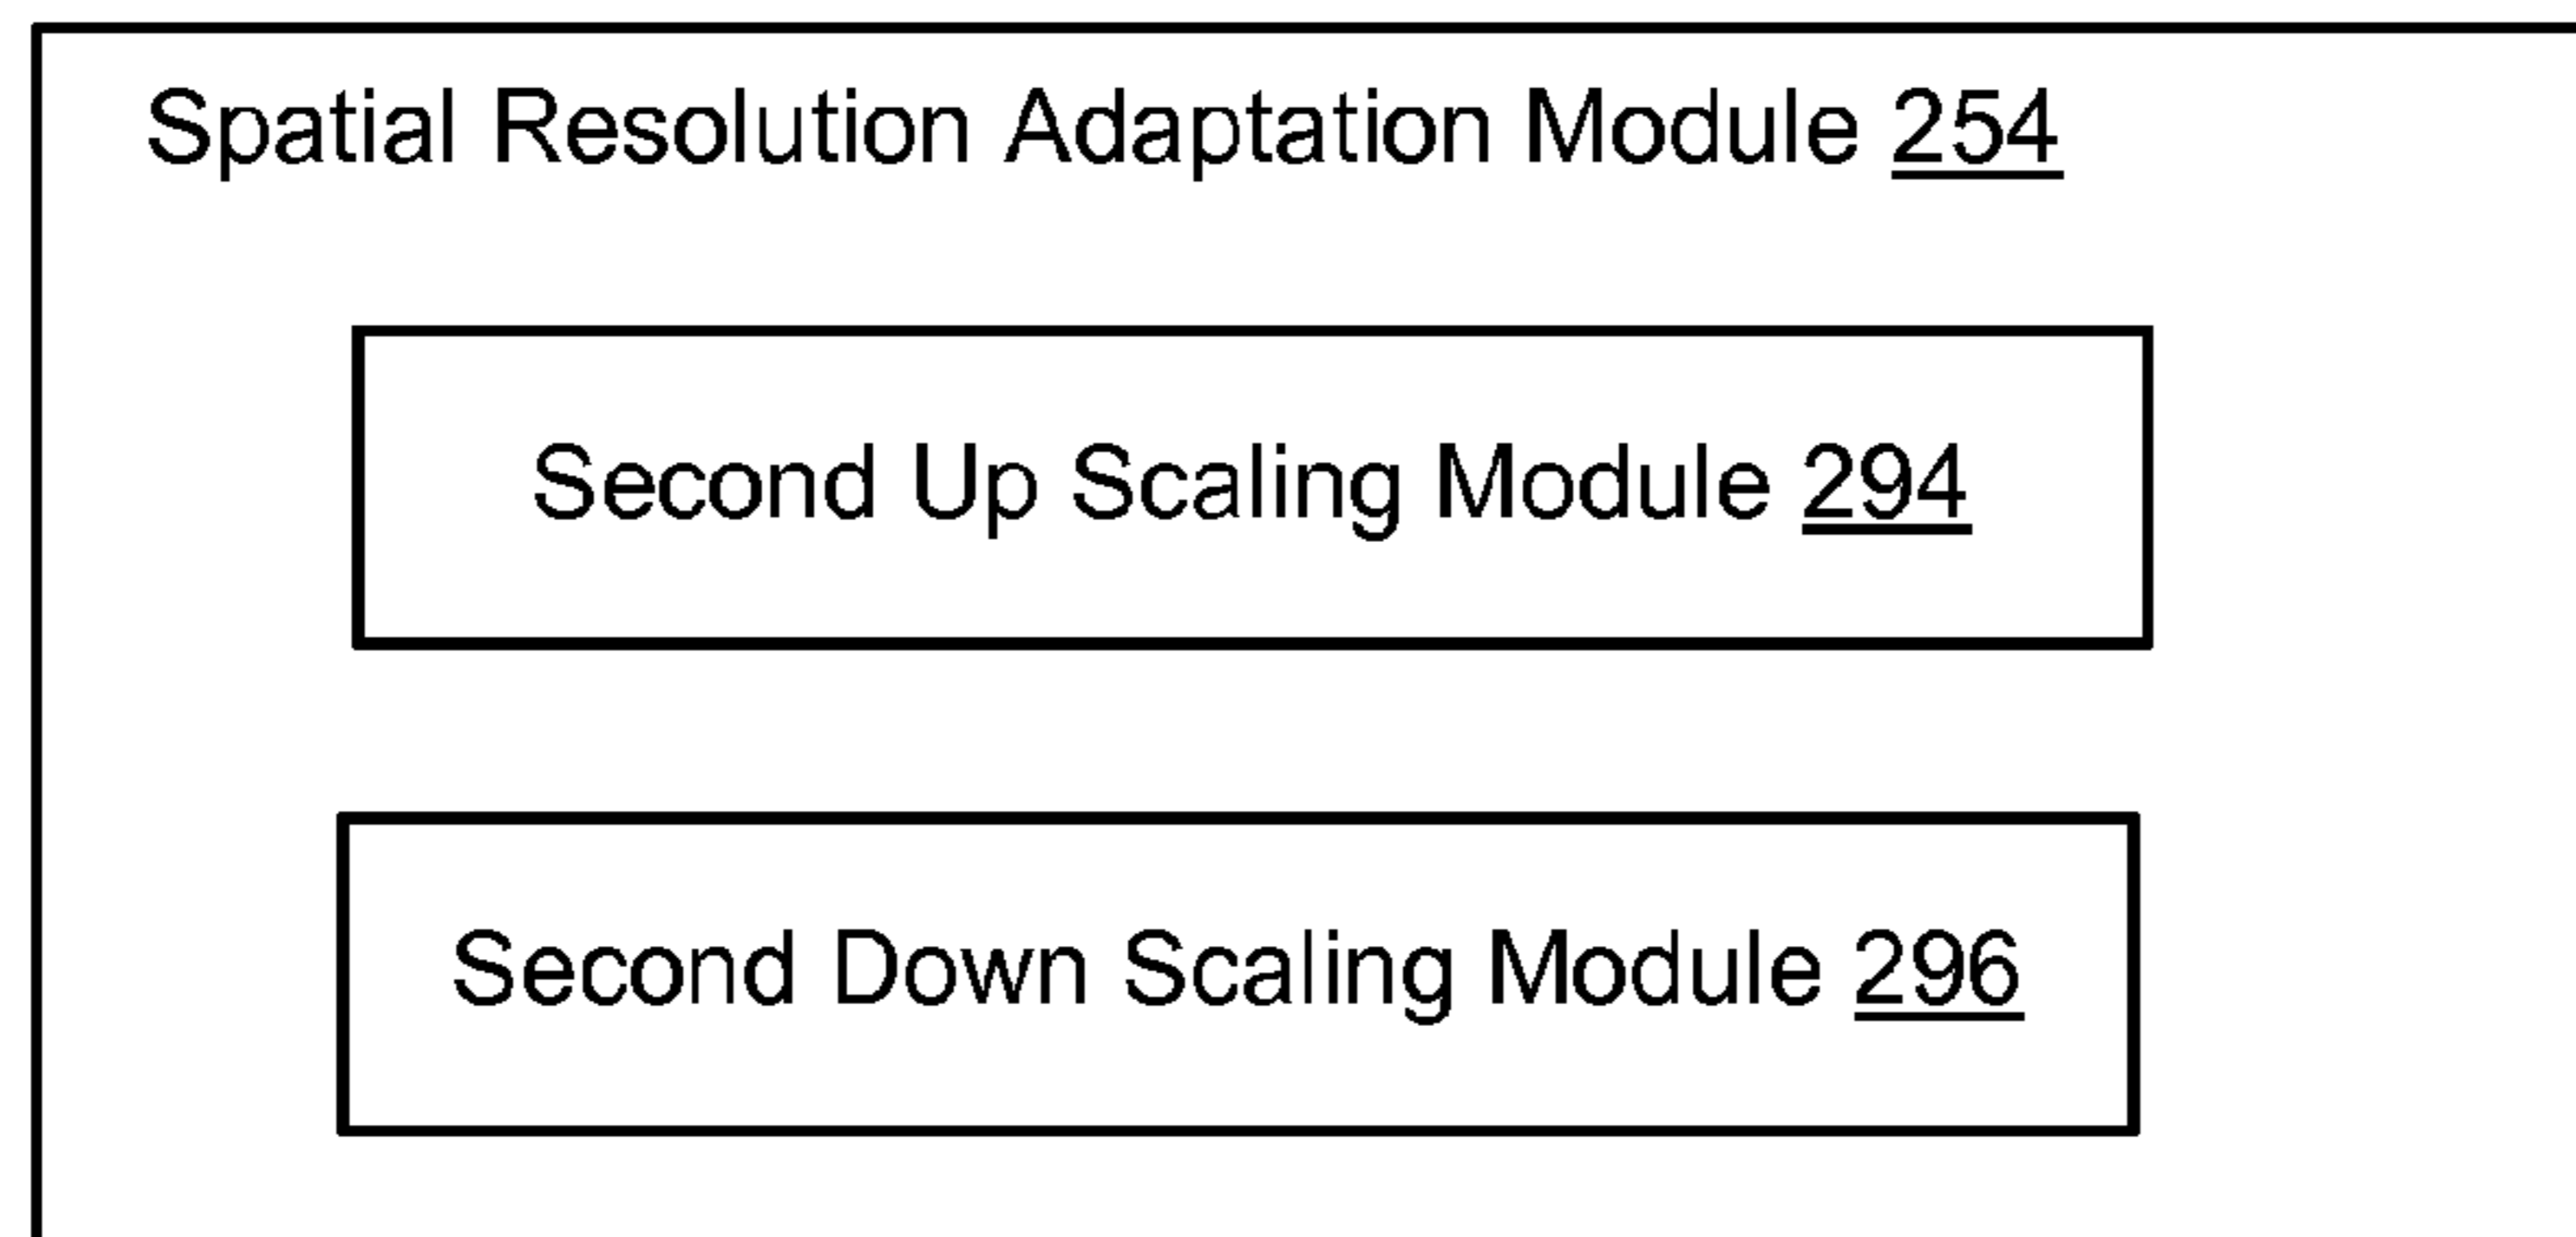 Spatial Resolution Adaptation Module 254
Second Up Scaling Module 294
Second Down Scaling Module 296